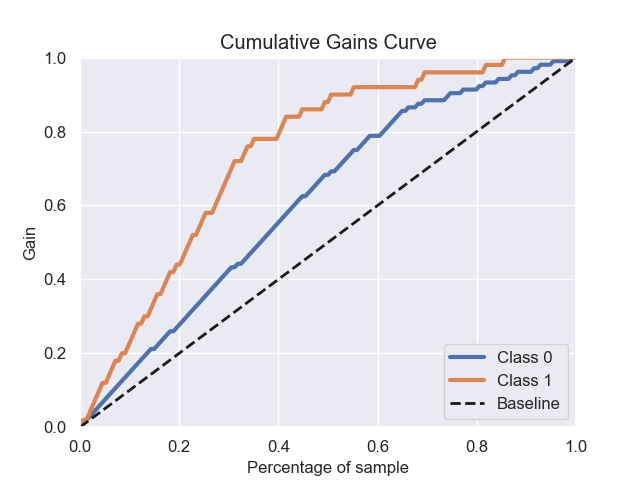 Cumulative Gains Curve
1.0
0.8
0.6
0.4
0.2
0.0
Gain
Class 0
Class 1
Baseline
0.0 0.2 0.4 0.6 0.8 1.0
Percentage of sample